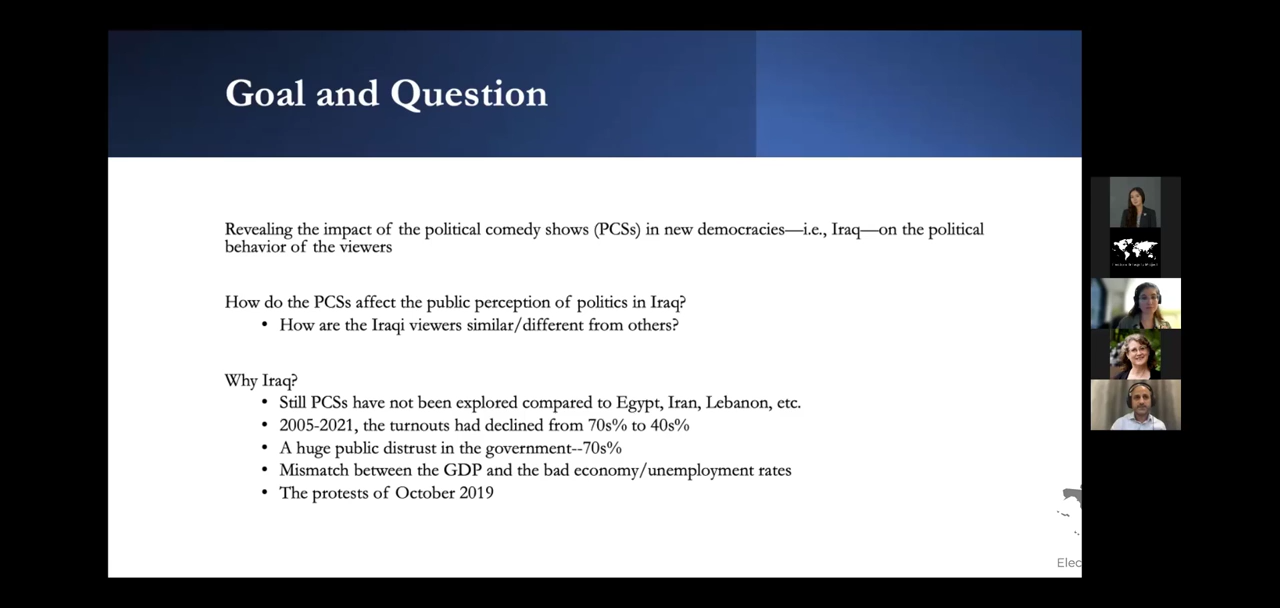 Goal and Question
Revealing the impact of the political comedy shows (PCSs) in new democracies—i.e., Iraq—on the political
behavior of the viewers
How do the PCSs affect the public perception of politics in Iraq?
• How are the Iraqi viewers similar/different from others?
Why Iraq?
• Still PCSs have not been explored compared to Egypt, Iran, Lebanon, etc.
• 2005-2021, the turnouts had declined from 70s% to 40s%
• A huge public distrust in the government--70s%
• Mismatch between the GDP and the bad economy/unemployment rates
• The protests of October 2019
Elec